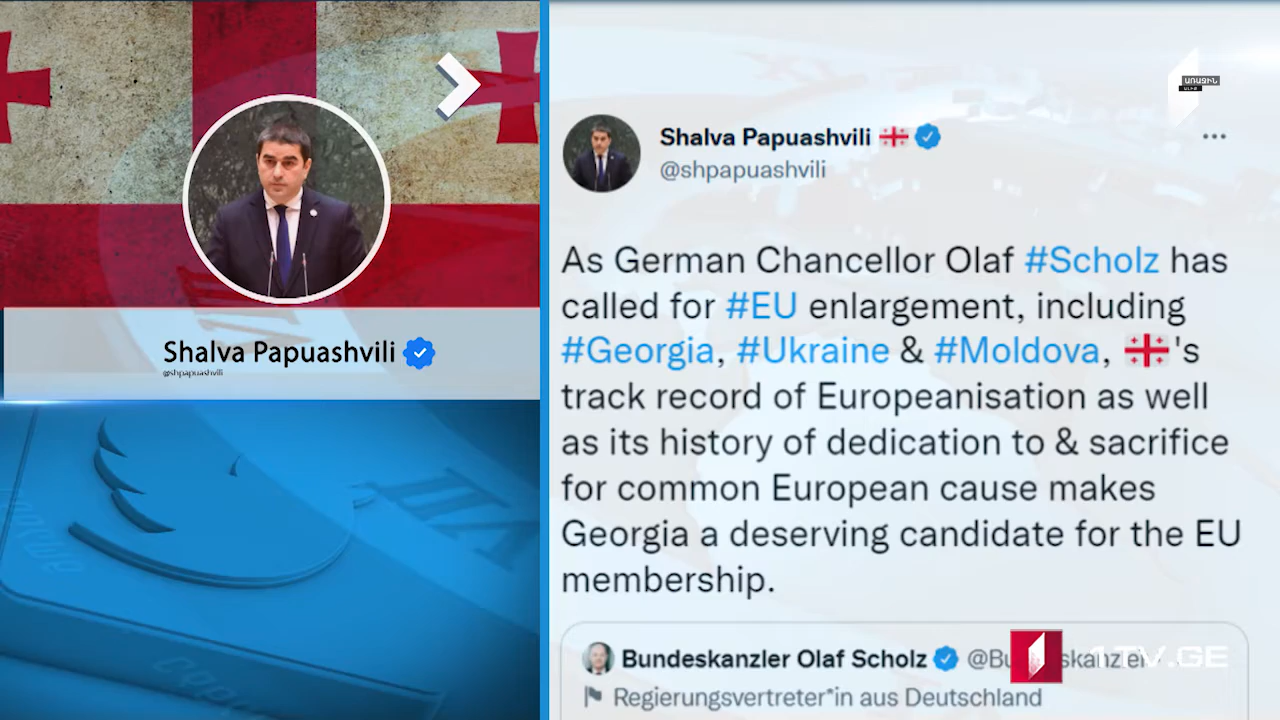 Shalva Papuashvili
@shpapuashvili
ԱՌԱՋԻՆ
ԱԼԻՔ
Shalva Papuashvili
@shpapuashvili
As German Chancellor Olaf #Scholz has
called for #EU enlargement, including
#Georgia, #Ukraine & #Moldova, 🇬🇪's
track record of Europeanisation as well
as its history of dedication to & sacrifice
for common European cause makes
Georgia a deserving candidate for the EU
membership.
Bundeskanzler Olaf Scholz
Regierungsvertreter*in aus Deutschland
1TV.GE